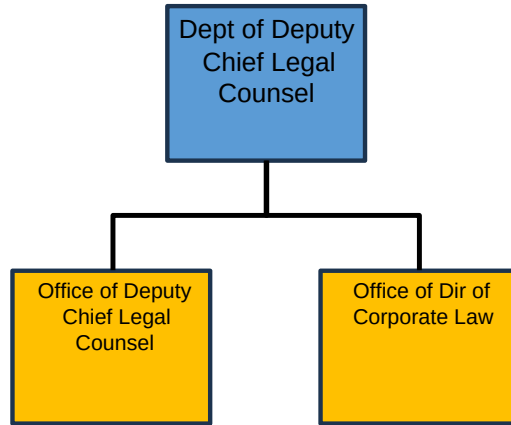 Dept of Deputy
Chief Legal
Counsel
Office of Deputy
Chief Legal
Counsel
Office of Dir of
Corporate Law